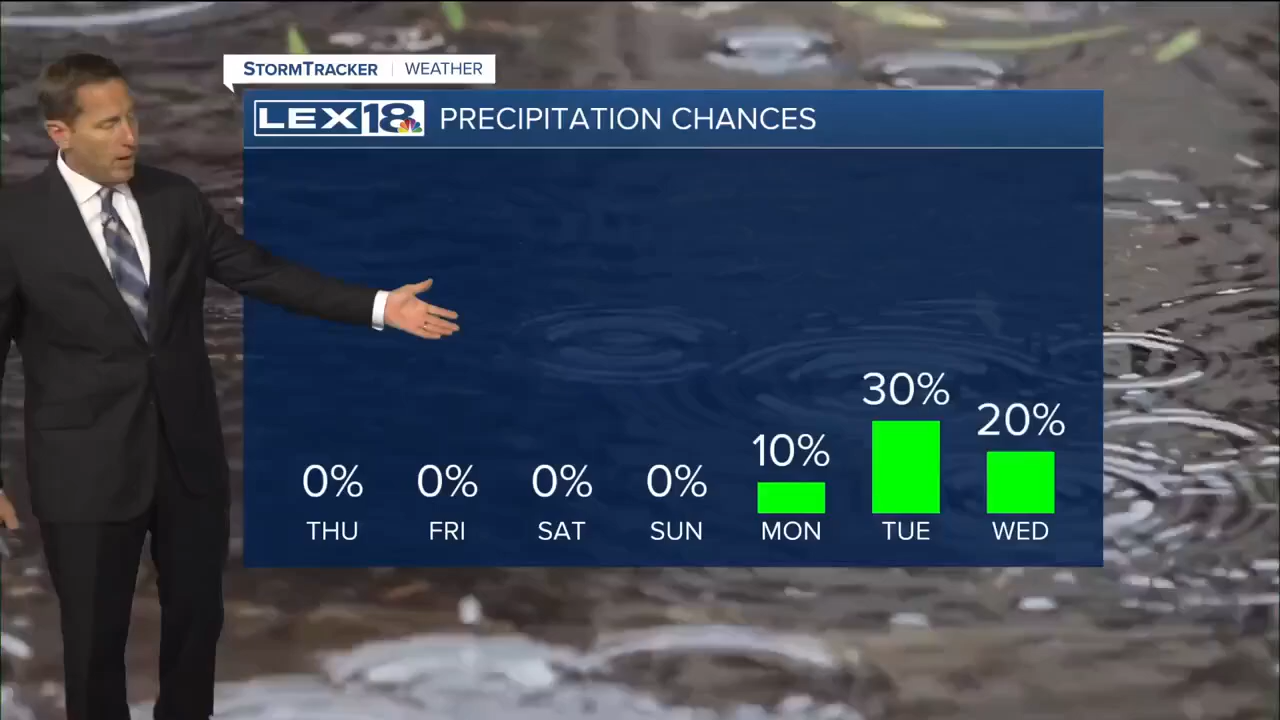 STORMTRACKER | WEATHER
LEX18 PRECIPITATION CHANCES
0% 0% 0% 0% 10% 30% 20%
THU FRI SAT SUN MON TUE WED